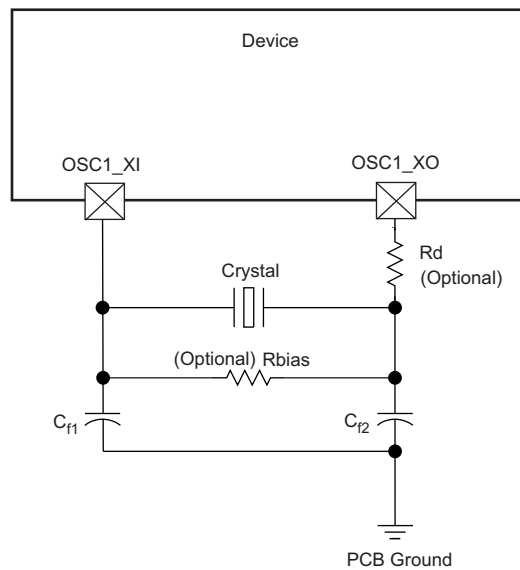 Device
OSC1_XI
OSC1_XO
Rd
(Optional)
Crystal
(Optional) Rbias
Cf1
Cf2
PCB Ground